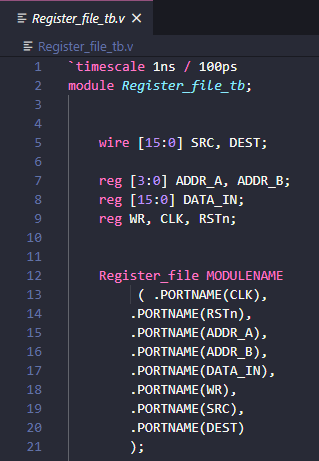 Register_file_tb.v ×
Register_file_tb.v
1 `timescale 1ns / 100ps
2 module Register_file_tb;
3
4
5 wire [15:0] SRC, DEST;
6
7 reg [3:0] ADDR_A, ADDR_B;
8 reg [15:0] DATA_IN;
9 reg WR, CLK, RSTn;
10
11
12 Register_file MODULENAME
13 ( .PORTNAME(CLK),
14 .PORTNAME(RSTn),
15 .PORTNAME(ADDR_A),
16 .PORTNAME(ADDR_B),
17 .PORTNAME(DATA_IN),
18 .PORTNAME(WR),
19 .PORTNAME(SRC),
20 .PORTNAME(DEST)
21 );